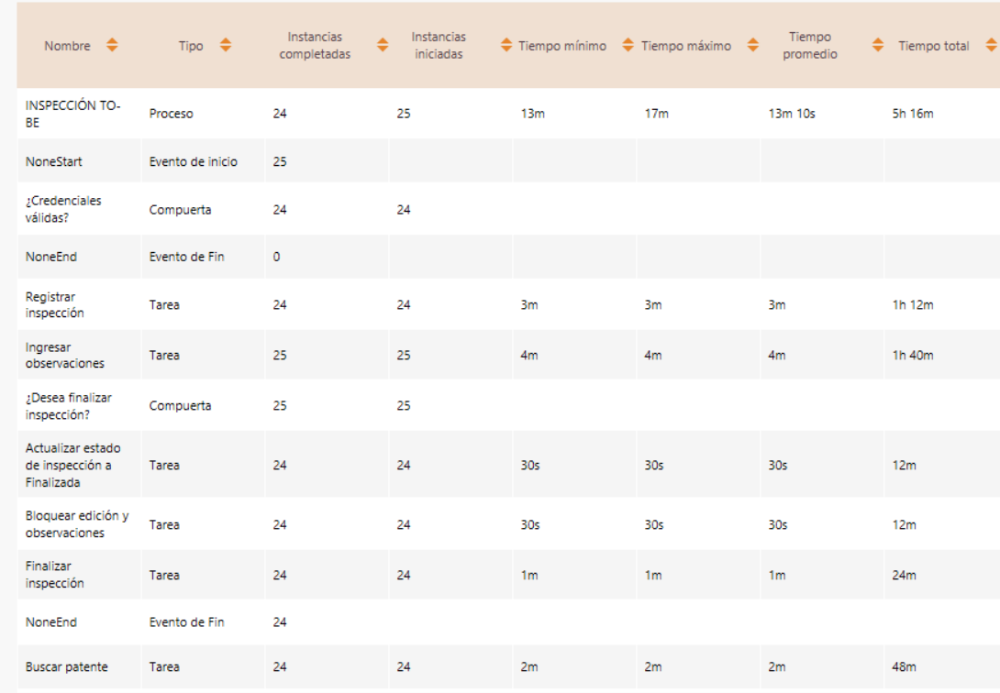 Nombre Tipo Instancias completadas Instancias iniciadas Tiempo mínimo Tiempo máximo Tiempo promedio Tiempo total
INSPECCIÓN TO-BE Proceso 24 25 13m 17m 13m 10s 5h 16m
NoneStart Evento de inicio 25
¿Credenciales válidas? Compuerta 24 24
NoneEnd Evento de Fin 0
Registrar inspección Tarea 24 24 3m 3m 3m 1h 12m
Ingresar observaciones Tarea 25 25 4m 4m 4m 1h 40m
¿Desea finalizar inspección? Compuerta 25 25
Actualizar estado de inspección a Finalizada Tarea 24 24 30s 30s 30s 12m
Bloquear edición y observaciones Tarea 24 24 30s 30s 30s 12m
Finalizar inspección Tarea 24 24 1m 1m 1m 24m
NoneEnd Evento de Fin 24
Buscar patente Tarea 24 24 2m 2m 2m 48m